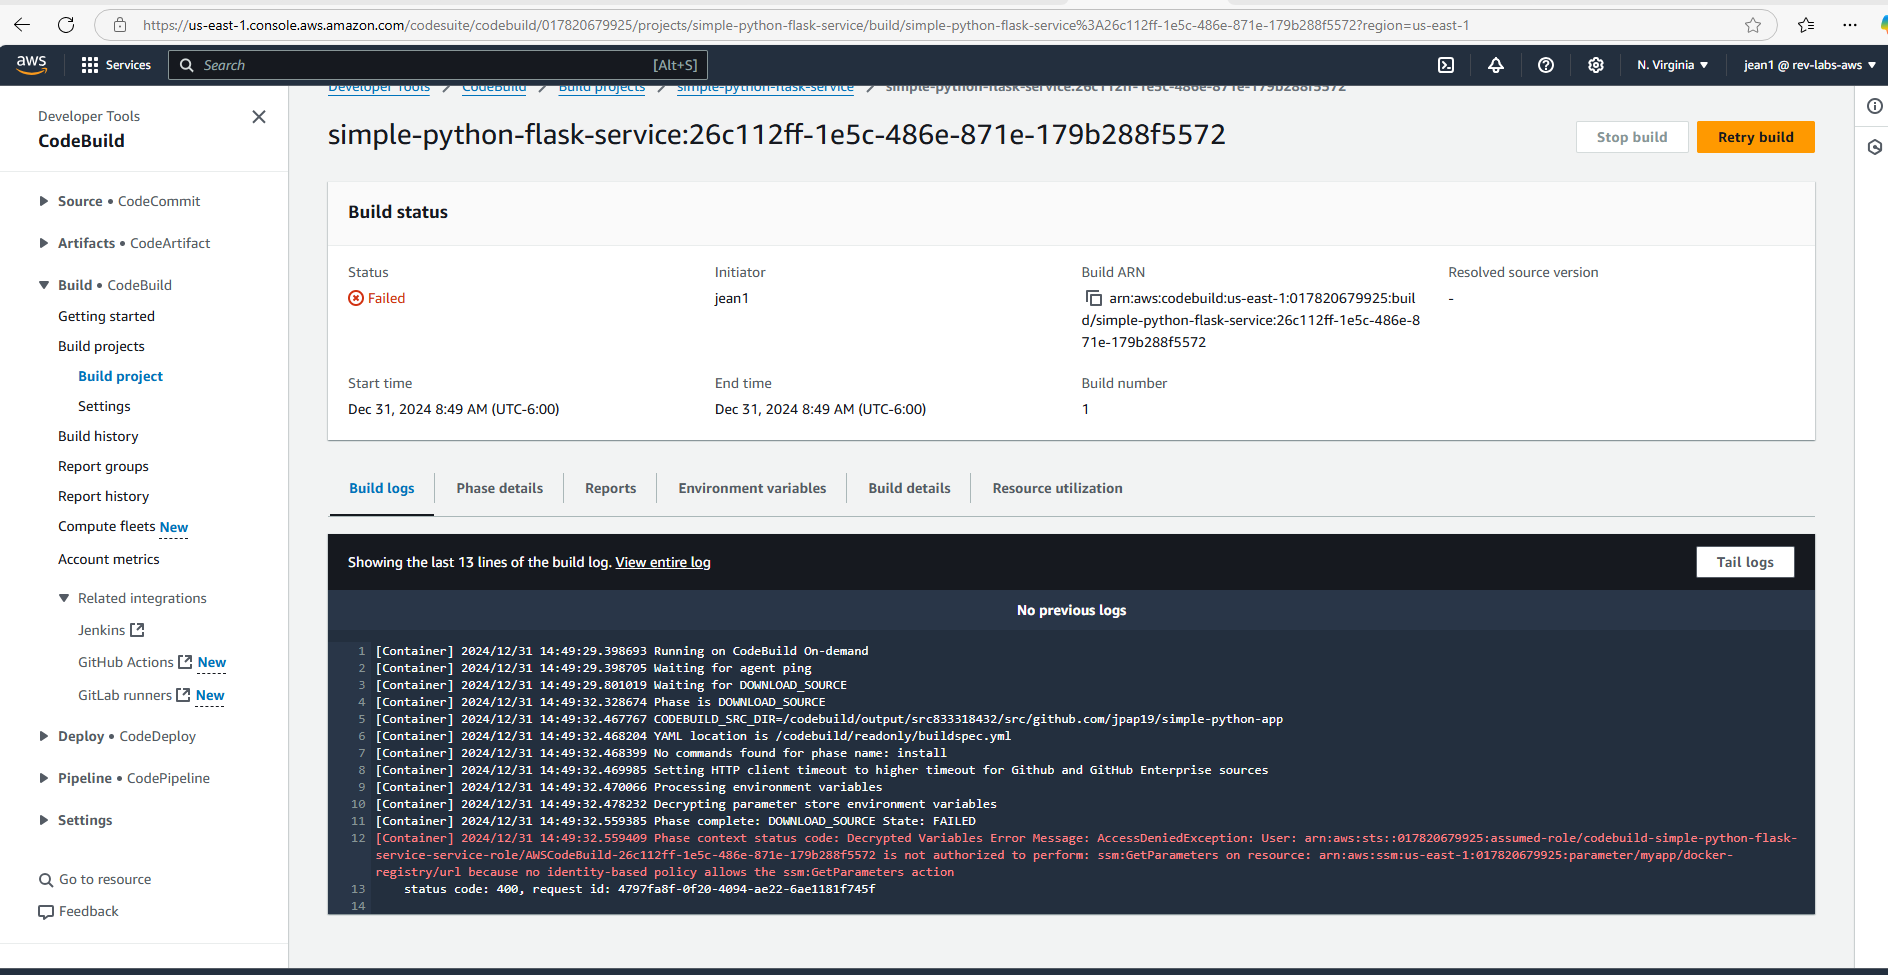 https://us-east-1.console.aws.amazon.com/codesuite/codebuild/017820679925/projects/simple-python-flask-service/build/simple-python-flask-service%3A26c112ff-1e5c-486e-871e-179b288f5572?region=us-east-1
aws
Services
Search
[Alt+S]
N. Virginia
jean1 @ rev-labs-aws
Developer Tools
CodeBuild
Source • CodeCommit
Artifacts • CodeArtifact
Build • CodeBuild
Getting started
Build projects
Build project
Settings
Build history
Report groups
Report history
Compute fleets New
Account metrics
Related integrations
Jenkins
GitHub Actions New
GitLab runners New
Deploy • CodeDeploy
Pipeline • CodePipeline
Settings
Go to resource
Feedback
Developer Tools / CodeBuild / Build projects / simple-python-flask-service / simple-python-flask-service:26c112ff-1e5c-486e-871e-179b288f5572
simple-python-flask-service:26c112ff-1e5c-486e-871e-179b288f5572
Stop build
Retry build
Build status
Status
Failed
Initiator
jean1
Build ARN
arn:aws:codebuild:us-east-1:017820679925:buil
d/simple-python-flask-service:26c112ff-1e5c-486e-8
71e-179b288f5572
Resolved source version
-
Start time
Dec 31, 2024 8:49 AM (UTC-6:00)
End time
Dec 31, 2024 8:49 AM (UTC-6:00)
Build number
1
Build logs
Phase details
Reports
Environment variables
Build details
Resource utilization
Showing the last 13 lines of the build log. View entire log
Tail logs
No previous logs
1 [Container] 2024/12/31 14:49:29.398693 Running on CodeBuild On-demand
2 [Container] 2024/12/31 14:49:29.398705 Waiting for agent ping
3 [Container] 2024/12/31 14:49:29.801019 Waiting for DOWNLOAD_SOURCE
4 [Container] 2024/12/31 14:49:32.328674 Phase is DOWNLOAD_SOURCE
5 [Container] 2024/12/31 14:49:32.467767 CODEBUILD_SRC_DIR=/codebuild/output/src833318432/src/github.com/jpap19/simple-python-app
6 [Container] 2024/12/31 14:49:32.468204 YAML location is /codebuild/readonly/buildspec.yml
7 [Container] 2024/12/31 14:49:32.468399 No commands found for phase name: install
8 [Container] 2024/12/31 14:49:32.469985 Setting HTTP client timeout to higher timeout for Github and GitHub Enterprise sources
9 [Container] 2024/12/31 14:49:32.470066 Processing environment variables
10 [Container] 2024/12/31 14:49:32.478232 Decrypting parameter store environment variables
11 [Container] 2024/12/31 14:49:32.559385 Phase complete: DOWNLOAD_SOURCE State: FAILED
12 [Container] 2024/12/31 14:49:32.559409 Phase context status code: Decrypted Variables Error Message: AccessDeniedException: User: arn:aws:sts::017820679925:assumed-role/codebuild-simple-python-flask-
service-service-role/AWSCodeBuild-26c112ff-1e5c-486e-871e-179b288f5572 is not authorized to perform: ssm:GetParameters on resource: arn:aws:ssm:us-east-1:017820679925:parameter/myapp/docker-
registry/url because no identity-based policy allows the ssm:GetParameters action
13 status code: 400, request id: 4797fa8f-0f20-4094-ae22-6ae1181f745f
14